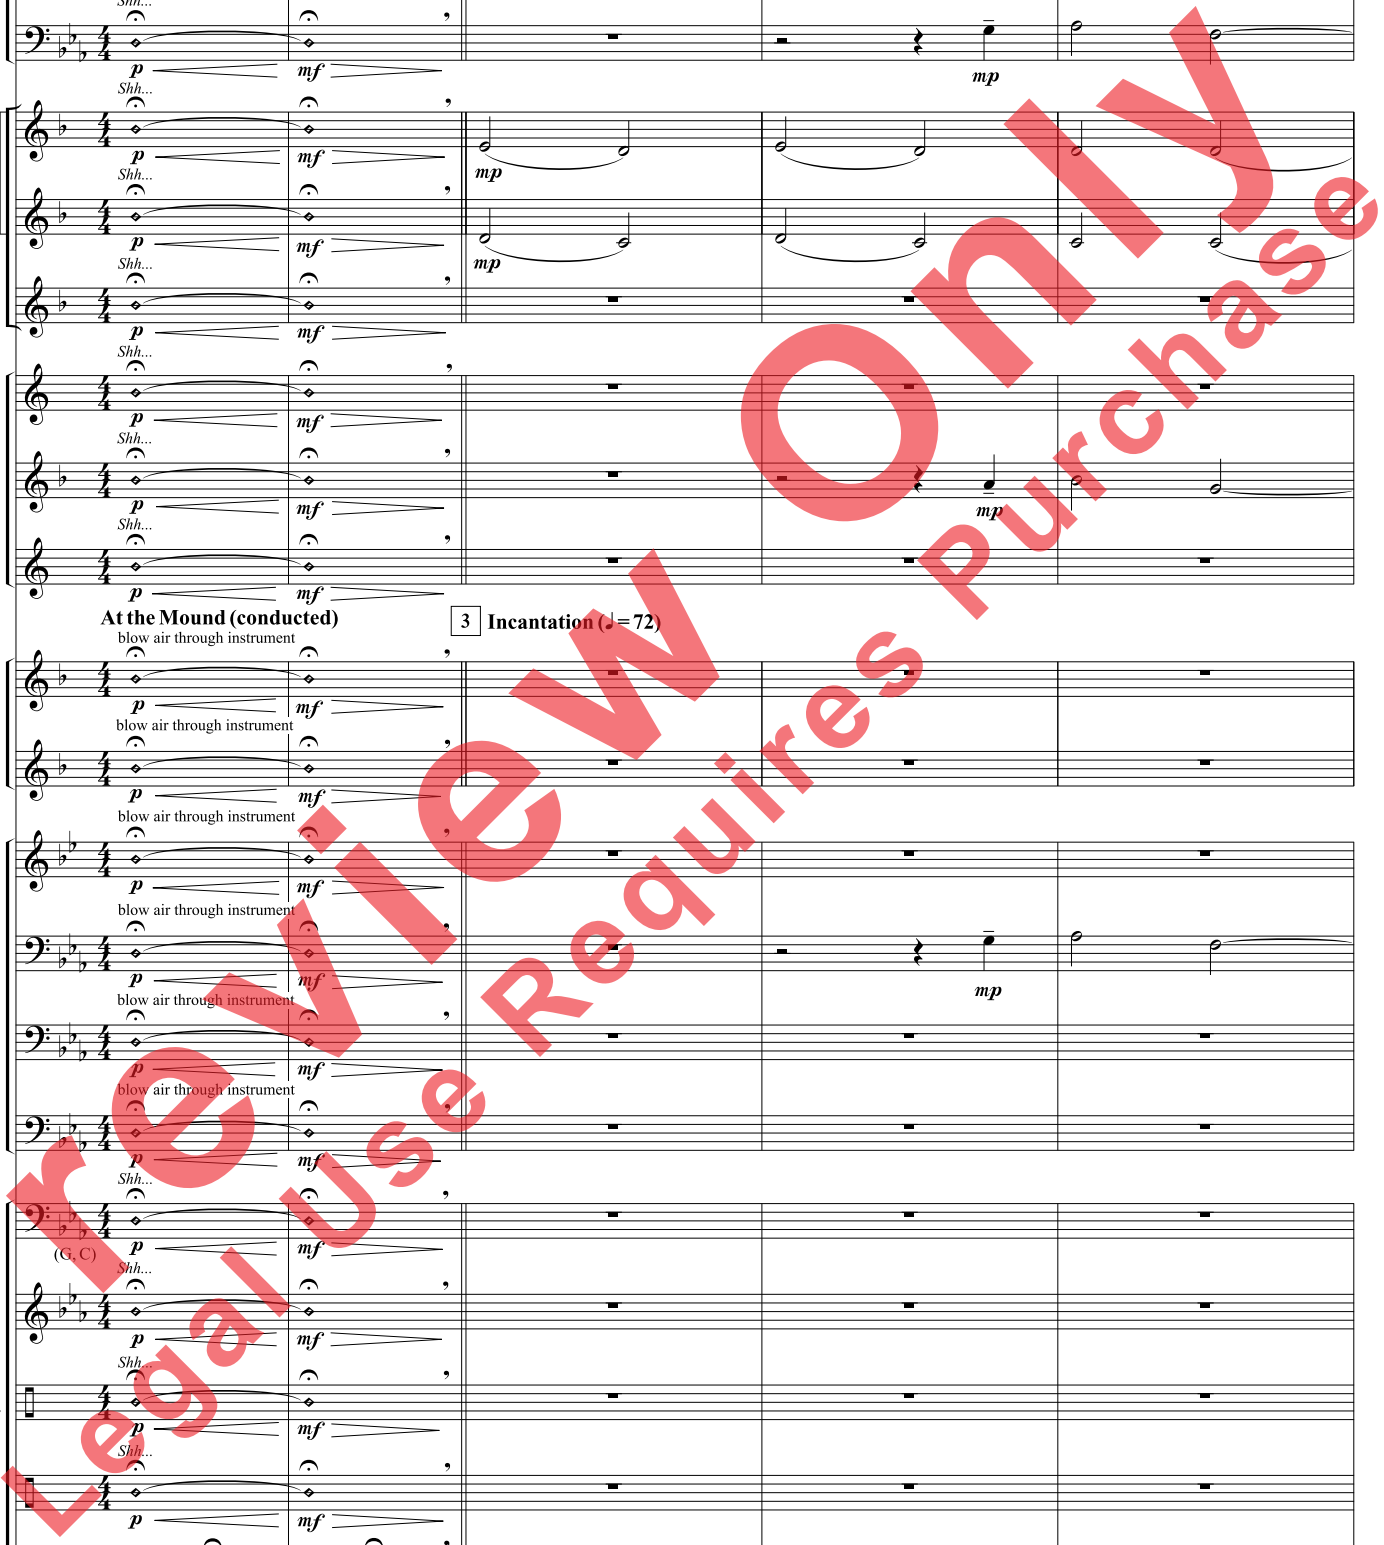 Shh...
p mf
mp
Shh...
p mf
mp
Shh...
p mf
mp
Shh...
p mf
Shh...
p mf
Shh...
p mf
mp
Shh...
p mf
At the Mound (conducted)
3 Incantation (♩ = 72)
blow air through instrument
p mf
blow air through instrument
p mf
blow air through instrument
p mf
blow air through instrument
p mf
mp
blow air through instrument
p mf
blow air through instrument
p mf
Shh...
p mf
(G, C)
Shh...
p mf
Shh...
p mf
Shh...
p mf
review Only
Legal Use Requires Purchase